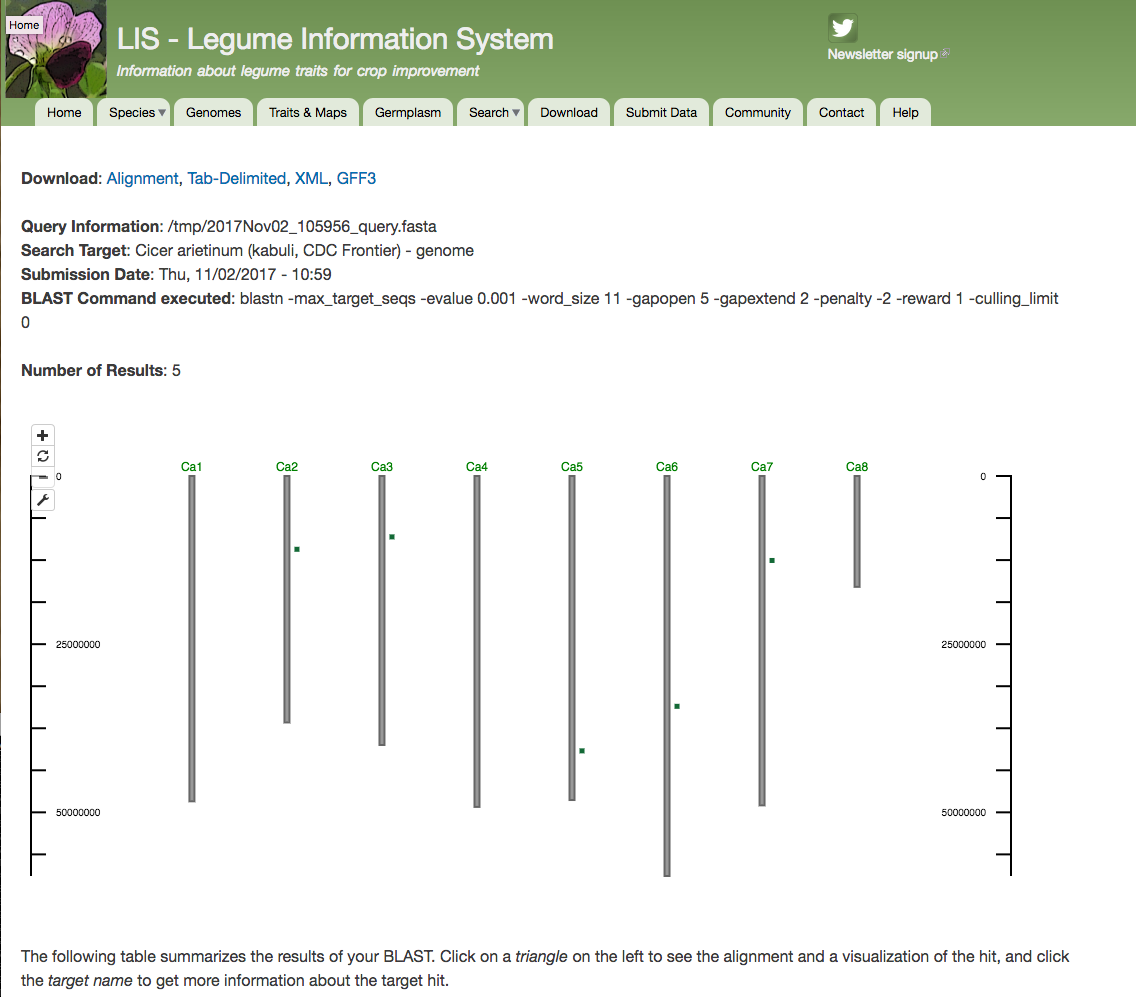 Home
LIS - Legume Information System
Information about legume traits for crop improvement
Newsletter signup
Home Species Genomes Traits & Maps Germplasm Search Download Submit Data Community Contact Help
Download: Alignment, Tab-Delimited, XML, GFF3
Query Information: /tmp/2017Nov02_105956_query.fasta
Search Target: Cicer arietinum (kabuli, CDC Frontier) - genome
Submission Date: Thu, 11/02/2017 - 10:59
BLAST Command executed: blastn -max_target_seqs -evalue 0.001 -word_size 11 -gapopen 5 -gapextend 2 -penalty -2 -reward 1 -culling_limit
0
Number of Results: 5
Ca1 Ca2 Ca3 Ca4 Ca5 Ca6 Ca7 Ca8
0 0
25000000 25000000
50000000 50000000
The following table summarizes the results of your BLAST. Click on a triangle on the left to see the alignment and a visualization of the hit, and click
the target name to get more information about the target hit.